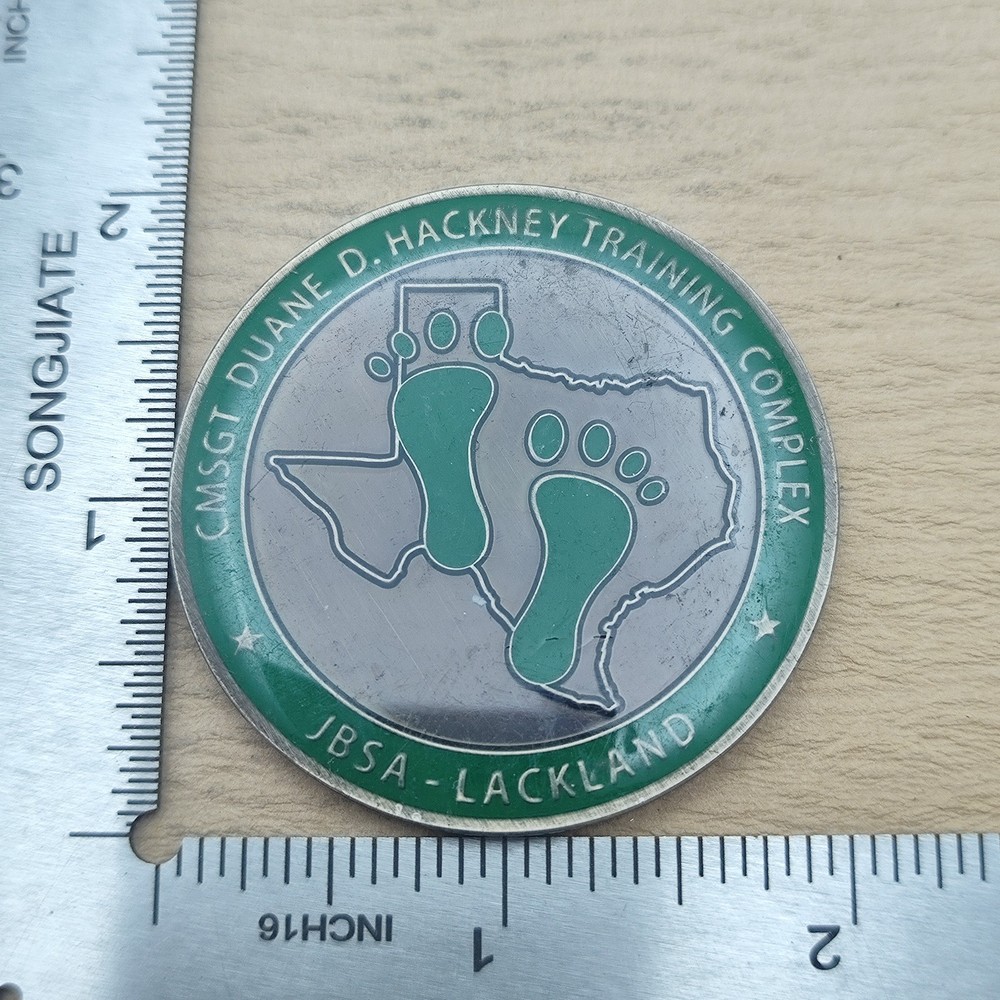 CMSGT DUANE D. HACKNEY TRAINING COMPLEX
JBSA - LACKLAND
SONGJIATE
INCH
3
2
1
INCH16
1
2